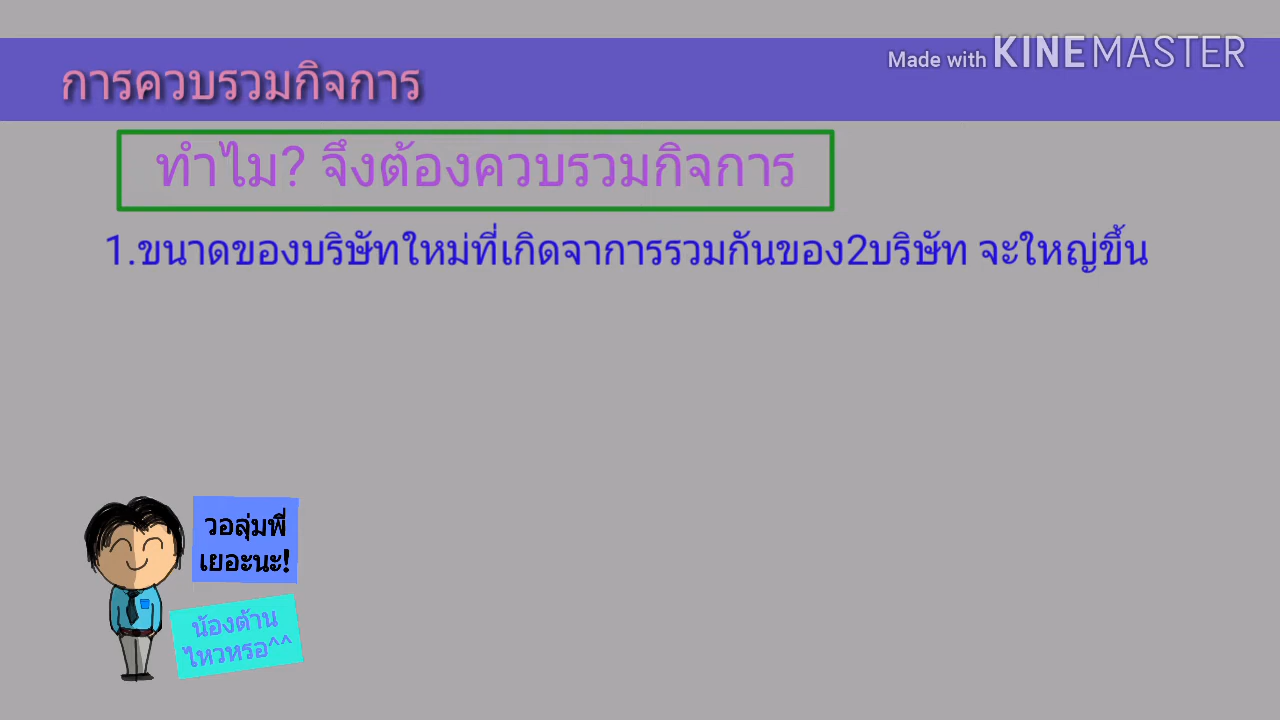 Made with KINEMASTER
การควบรวมกิจการ
ทำไม? จึงต้องควบรวมกิจการ
1.ขนาดของบริษัทใหม่ที่เกิดจาการรวมกันของ2บริษัท จะใหญ่ขึ้น
วอลุ่มพี่
เยอะนะ!
น้องต้าน
ไหวหรอ^^